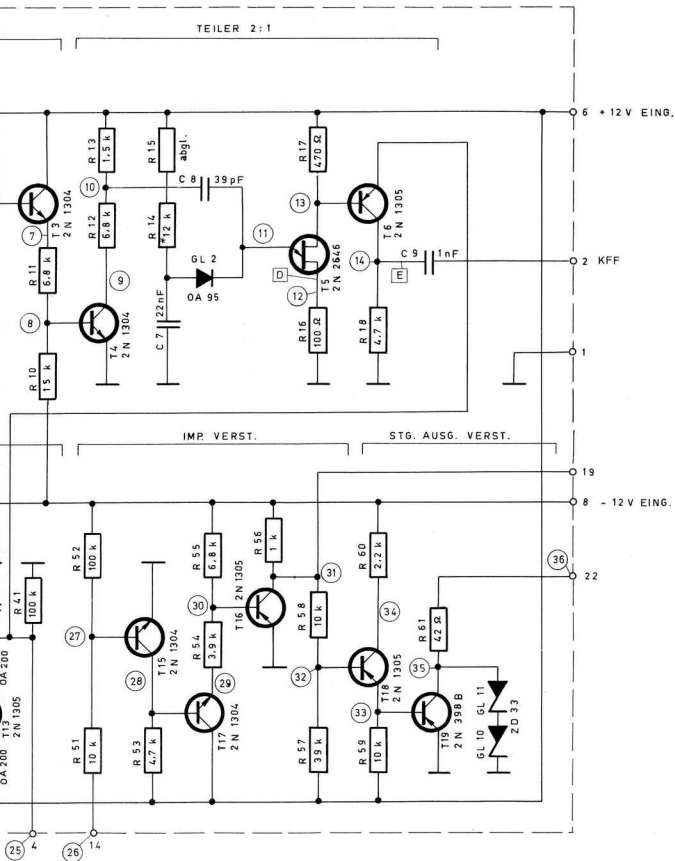 TEILER 2:1
6 +12 V EING.
R 13
1,5 k
R 15
abgl.
R 17
470 Ω
10
C 8
39 pF
T 3
2 N 1304
7
R 12
6,8 k
R 14
*12 k
11
13
T 6
2 N 1305
R 11
6,8 k
9
GL 2
OA 95
D
12
T 5
2 N 2646
14
E
C 9
1 nF
2 KFF
8
T 4
2 N 1304
C 7
22nF
R 16
100 Ω
R 18
4,7 k
R 10
15 k
1
IMP. VERST.
STG. AUSG. VERST.
19
8 - 12 V EING.
R 52
100 k
R 55
6,8 k
R 56
1 k
R 60
2,2 k
36
22
R 41
100 k
30
T16
2 N 1305
31
R 58
10 k
34
R 61
42 Ω
27
T15
2 N 1304
28
R 54
3,9 k
29
32
T18
2 N 1305
35
OA 200
T 13
2 N 1305
OA 200
T17
2 N 1304
33
T19
2 N 398 B
GL 11
GL 10
ZD 33
R 51
10 k
R 53
4,7 k
R 57
39 k
R 59
10 k
25
4
26
14